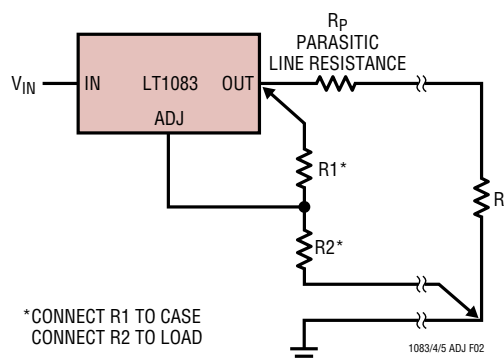 RP
PARASITIC
LINE RESISTANCE
VIN
IN
LT1083
OUT
ADJ
R1*
R
R2*
*CONNECT R1 TO CASE
CONNECT R2 TO LOAD
1083/4/5 ADJ F02